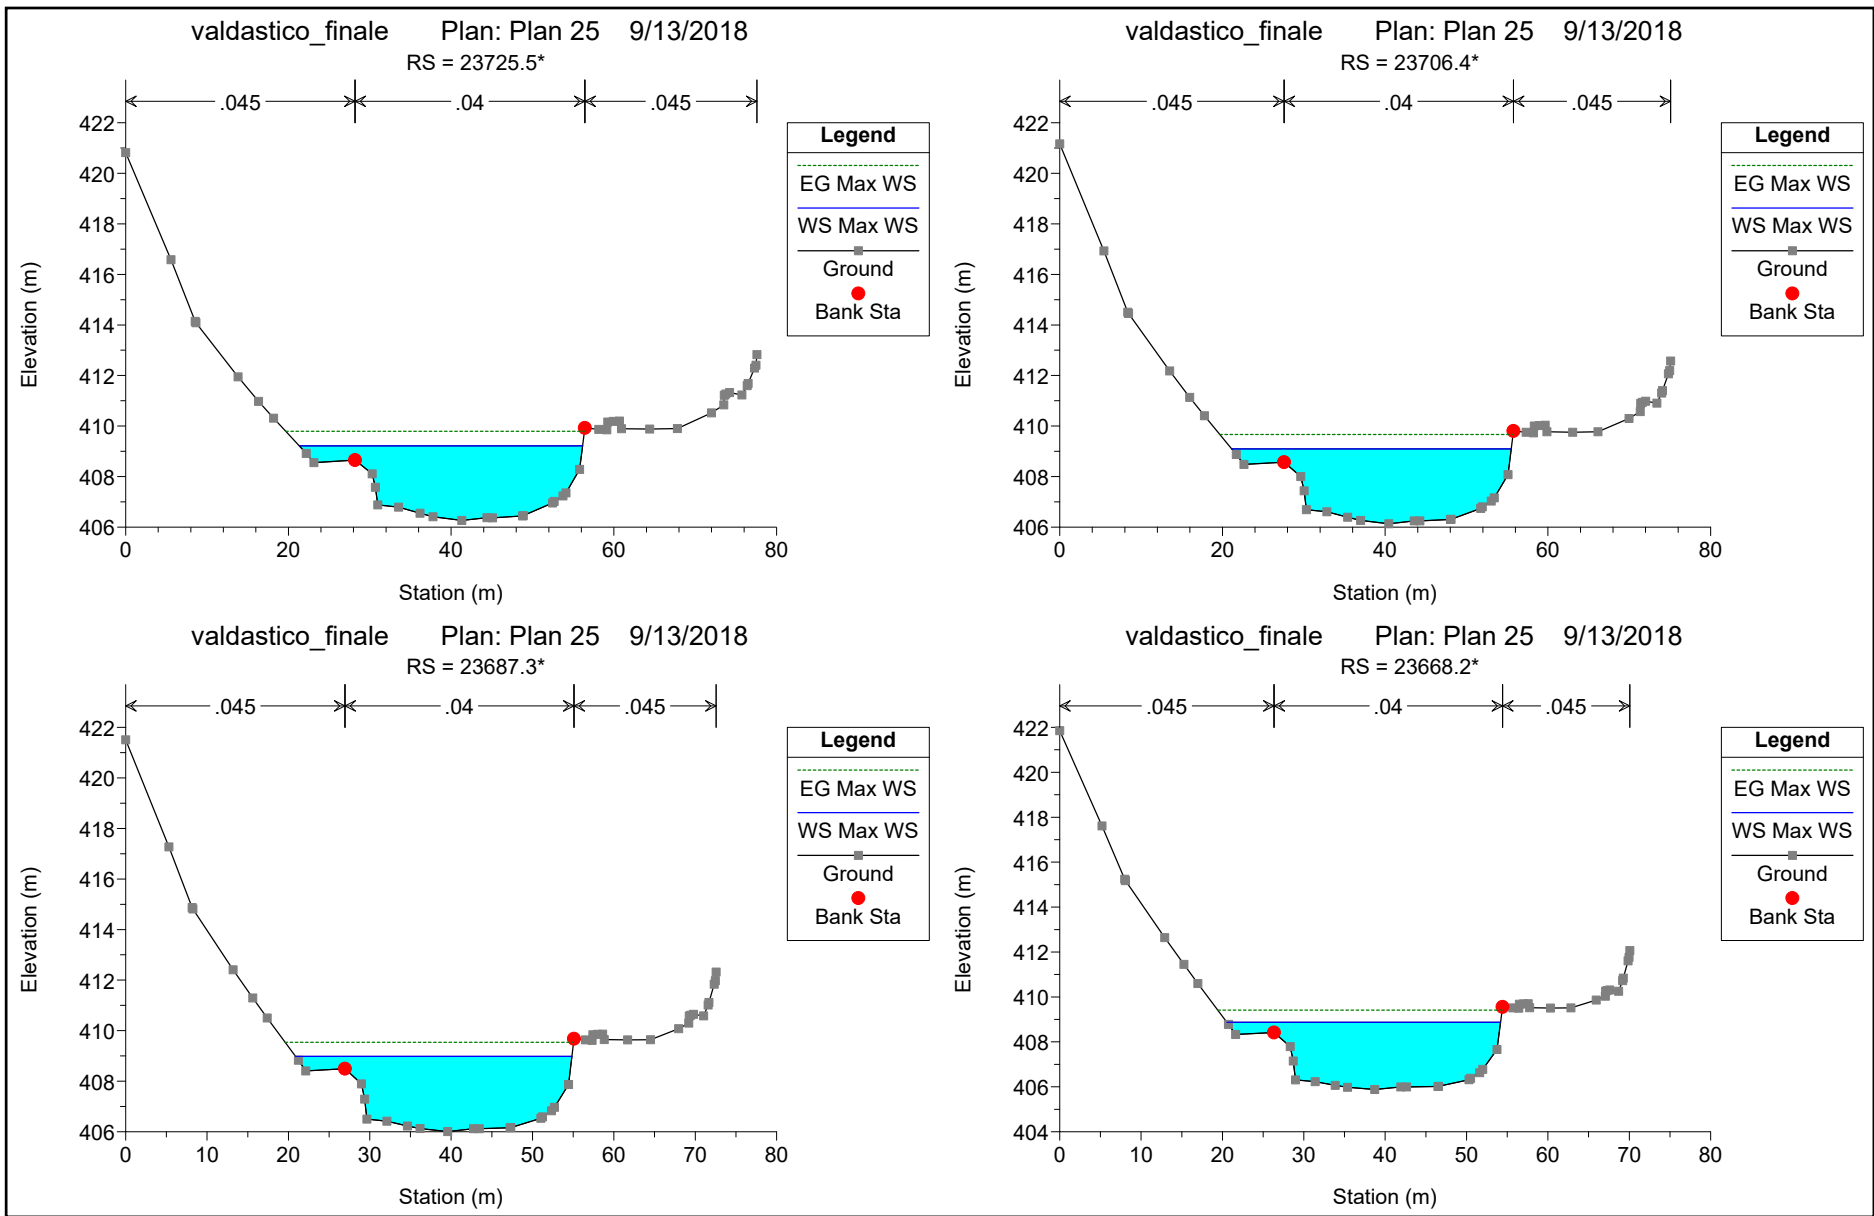 valdastico_finale Plan: Plan 25 9/13/2018
RS = 23725.5*
.045 .04 .045
422
420
418
416
414
412
410
408
406
Elevation (m)
0 20 40 60 80
Station (m)
Legend
EG Max WS
WS Max WS
Ground
Bank Sta
valdastico_finale Plan: Plan 25 9/13/2018
RS = 23706.4*
.045 .04 .045
422
420
418
416
414
412
410
408
406
Elevation (m)
0 20 40 60 80
Station (m)
Legend
EG Max WS
WS Max WS
Ground
Bank Sta
valdastico_finale Plan: Plan 25 9/13/2018
RS = 23687.3*
.045 .04 .045
422
420
418
416
414
412
410
408
406
Elevation (m)
0 10 20 30 40 50 60 70 80
Station (m)
Legend
EG Max WS
WS Max WS
Ground
Bank Sta
valdastico_finale Plan: Plan 25 9/13/2018
RS = 23668.2*
.045 .04 .045
422
420
418
416
414
412
410
408
406
404
Elevation (m)
0 10 20 30 40 50 60 70 80
Station (m)
Legend
EG Max WS
WS Max WS
Ground
Bank Sta